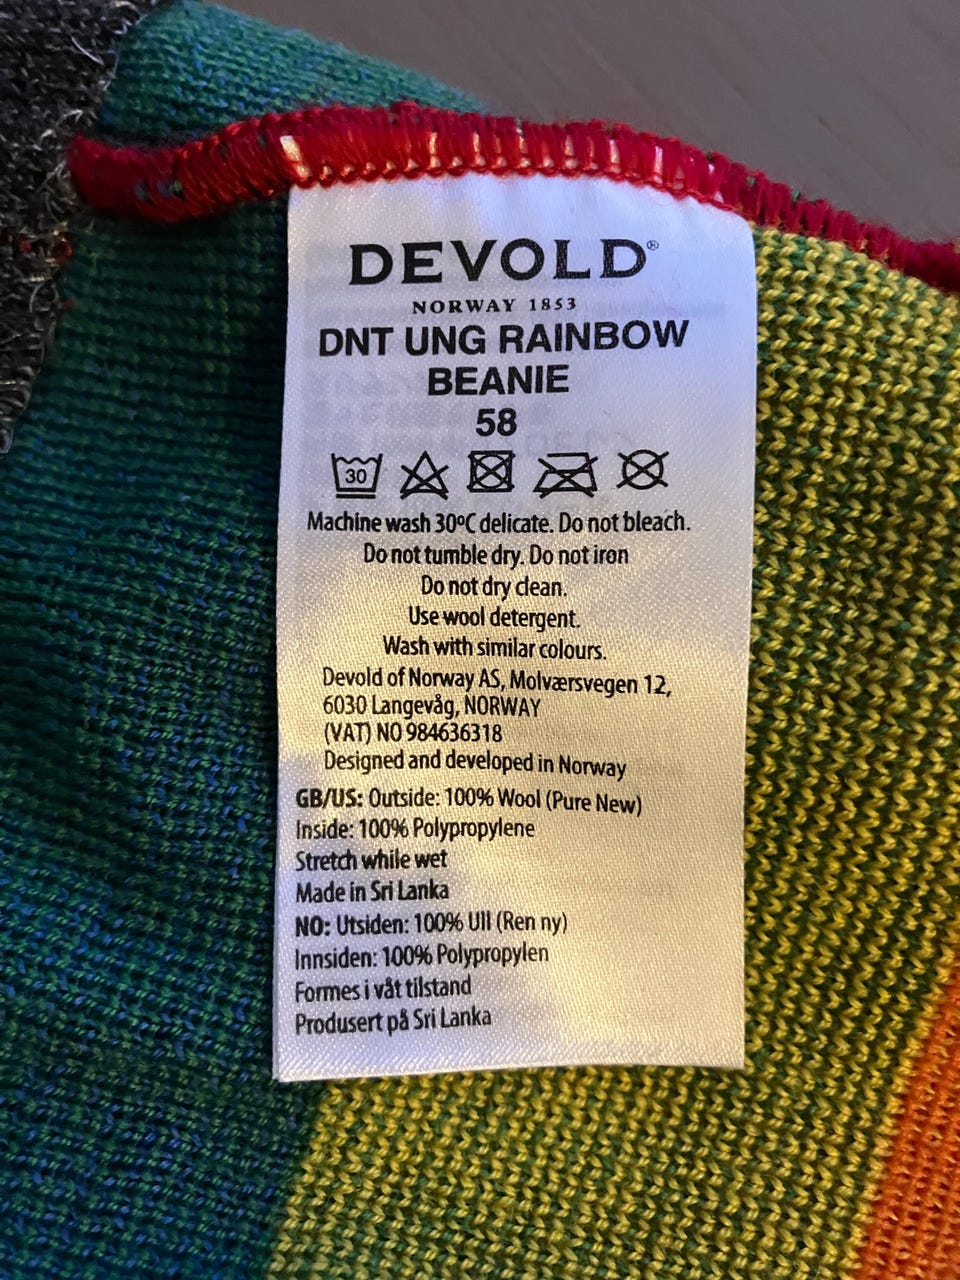 DEVOLD®
NORWAY 1853
DNT UNG RAINBOW
BEANIE
58
30
Machine wash 30ºC delicate. Do not bleach.
Do not tumble dry. Do not iron
Do not dry clean.
Use wool detergent.
Wash with similar colours.
Devold of Norway AS, Molværsvegen 12,
6030 Langevåg, NORWAY
(VAT) NO 984636318
Designed and developed in Norway
GB/US: Outside: 100% Wool (Pure New)
Inside: 100% Polypropylene
Stretch while wet
Made in Sri Lanka
NO: Utsiden: 100% Ull (Ren ny)
Innsiden: 100% Polypropylen
Formes i våt tilstand
Produsert på Sri Lanka